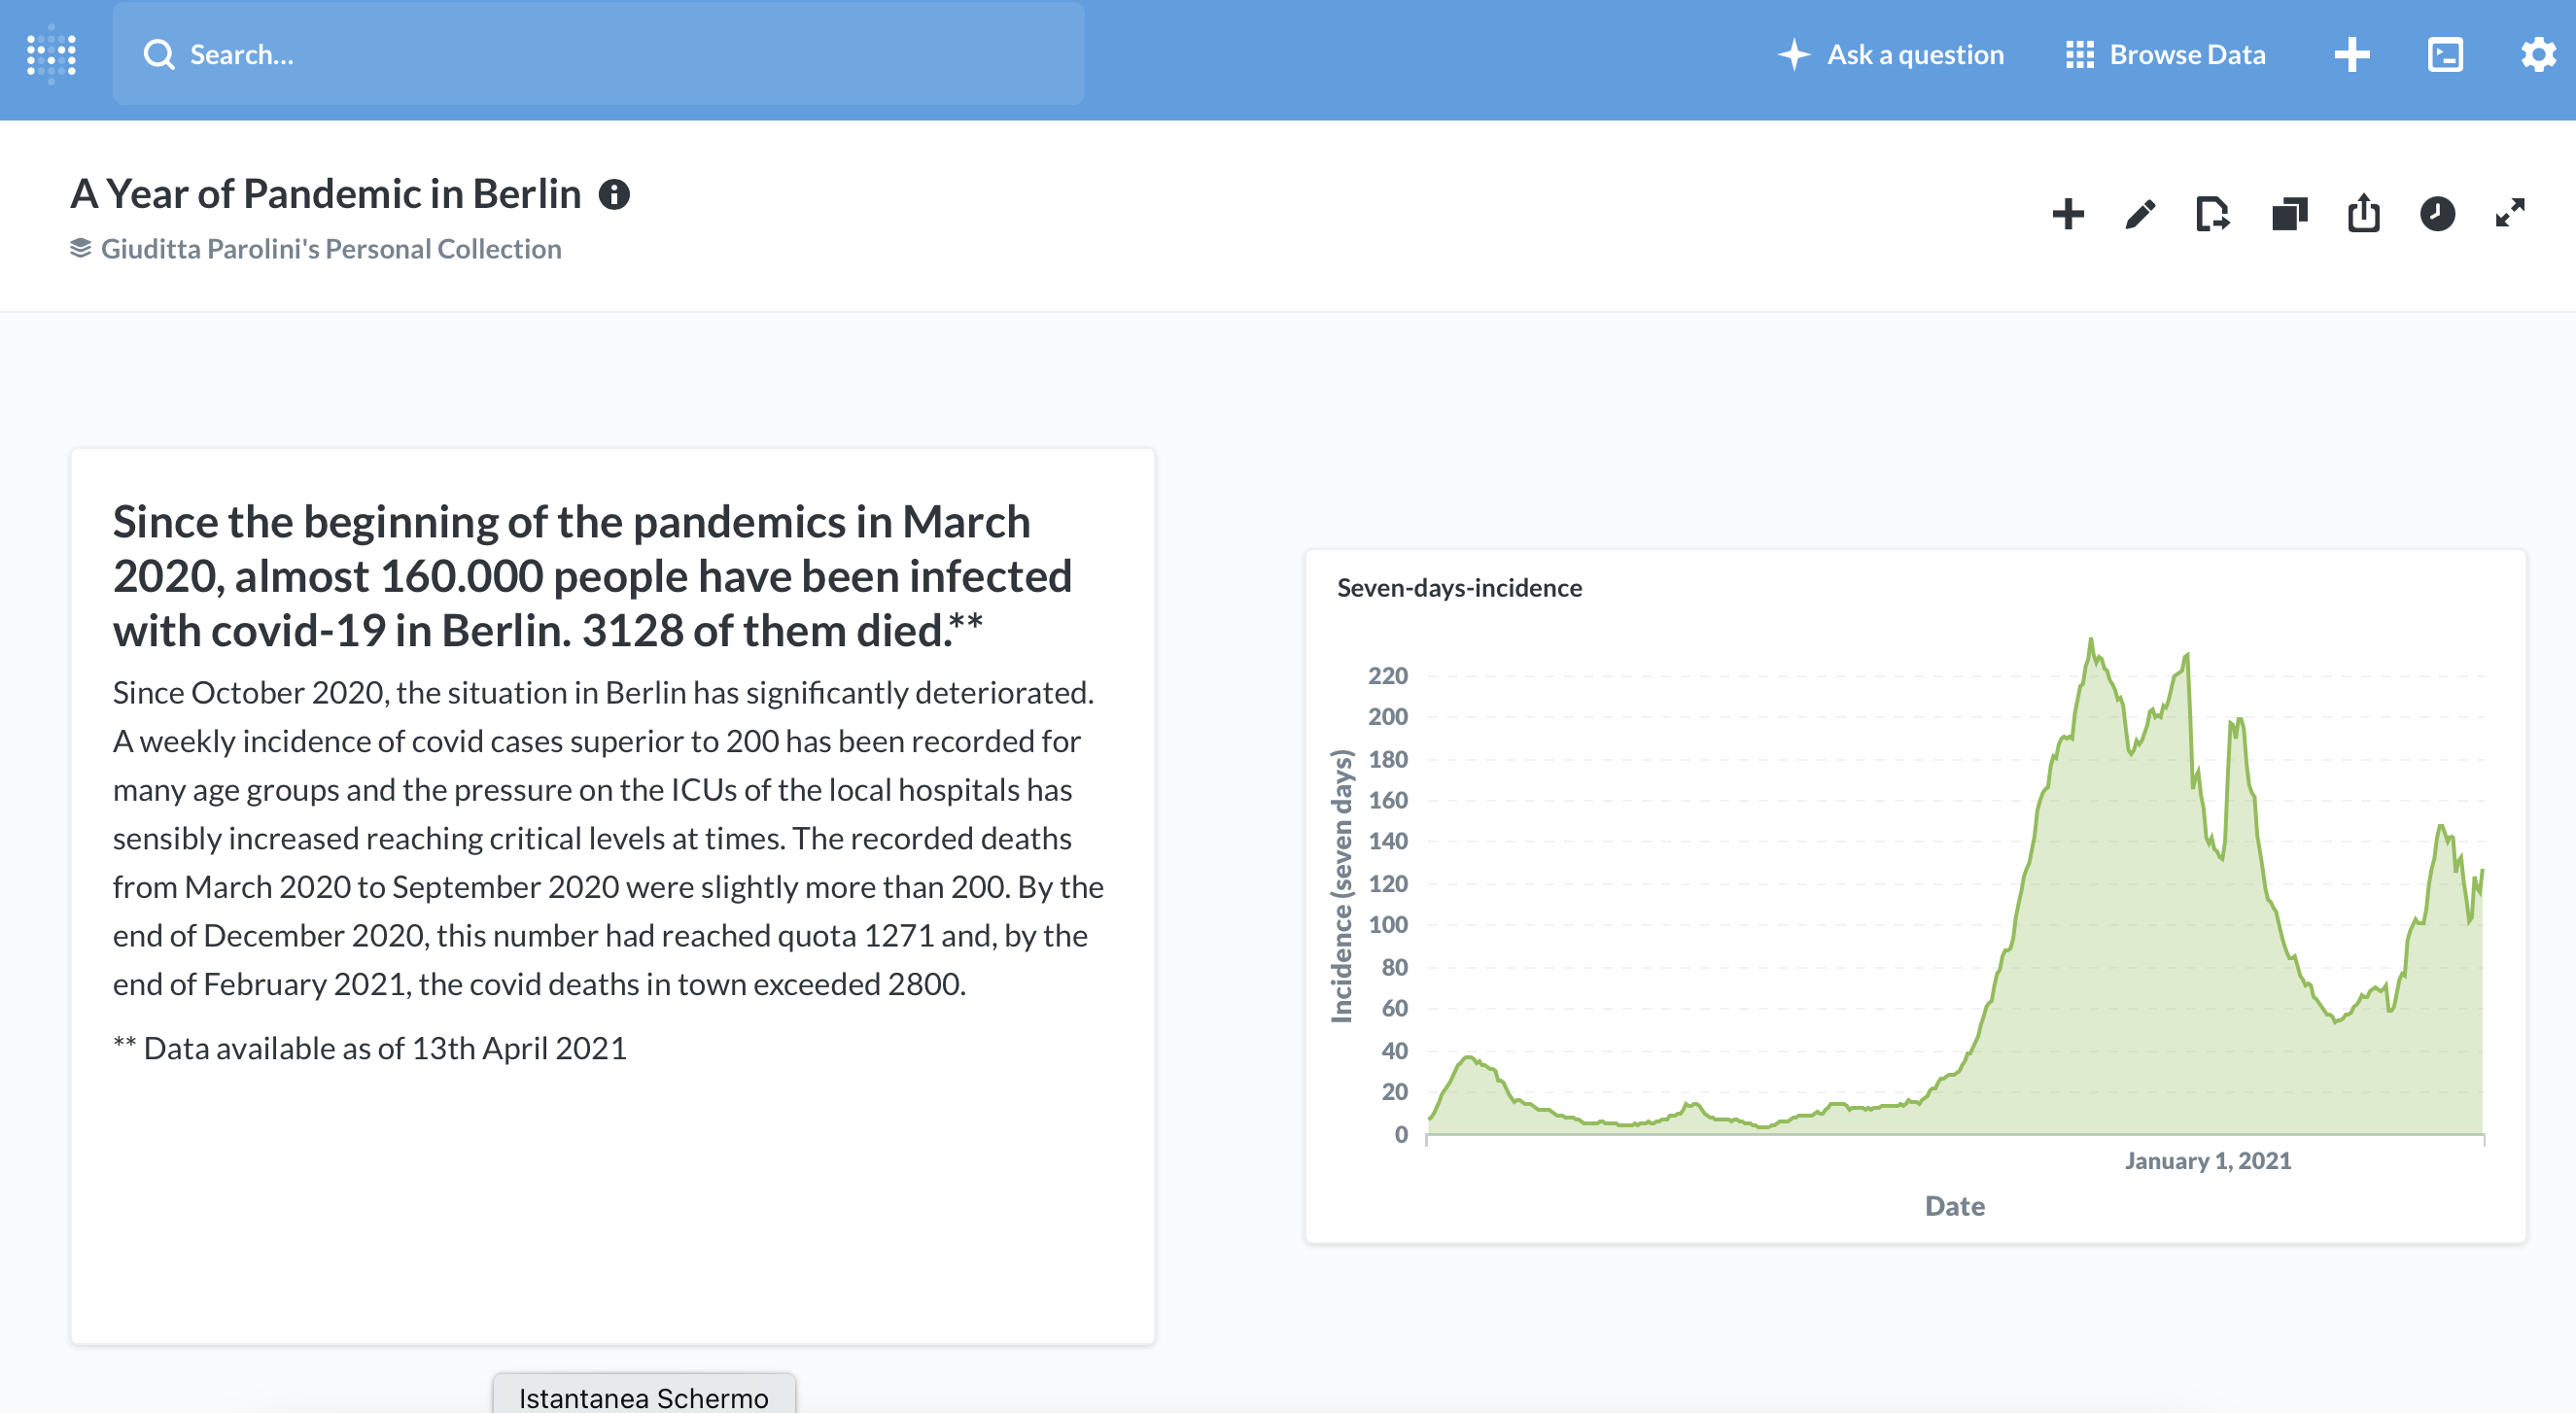 Search...
Ask a question
Browse Data
A Year of Pandemic in Berlin
Giuditta Parolini's Personal Collection
Since the beginning of the pandemics in March
2020, almost 160.000 people have been infected
with covid-19 in Berlin. 3128 of them died.**
Since October 2020, the situation in Berlin has significantly deteriorated.
A weekly incidence of covid cases superior to 200 has been recorded for
many age groups and the pressure on the ICUs of the local hospitals has
sensibly increased reaching critical levels at times. The recorded deaths
from March 2020 to September 2020 were slightly more than 200. By the
end of December 2020, this number had reached quota 1271 and, by the
end of February 2021, the covid deaths in town exceeded 2800.
** Data available as of 13th April 2021
Seven-days-incidence
Incidence (seven days)
220
200
180
160
140
120
100
80
60
40
20
0
January 1, 2021
Date
Istantanea Schermo